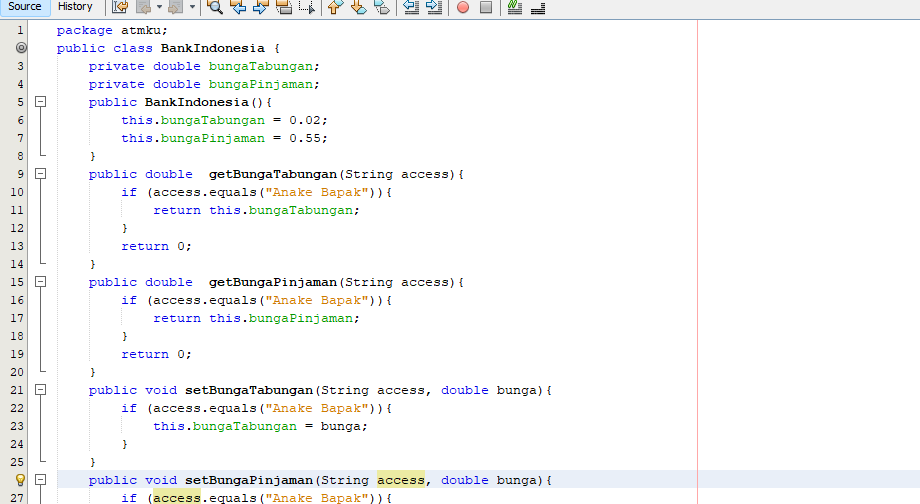 Source History
1 package atmku;
public class BankIndonesia {
3 private double bungaTabungan;
4 private double bungaPinjaman;
5 public BankIndonesia(){
6 this.bungaTabungan = 0.02;
7 this.bungaPinjaman = 0.55;
8 }
9 public double  getBungaTabungan(String access){
10 if (access.equals("Anake Bapak")){
11 return this.bungaTabungan;
12 }
13 return 0;
14 }
15 public double  getBungaPinjaman(String access){
16 if (access.equals("Anake Bapak")){
17 return this.bungaPinjaman;
18 }
19 return 0;
20 }
21 public void setBungaTabungan(String access, double bunga){
22 if (access.equals("Anake Bapak")){
23 this.bungaTabungan = bunga;
24 }
25 }
public void setBungaPinjaman(String access, double bunga){
27 if (access.equals("Anake Bapak")){